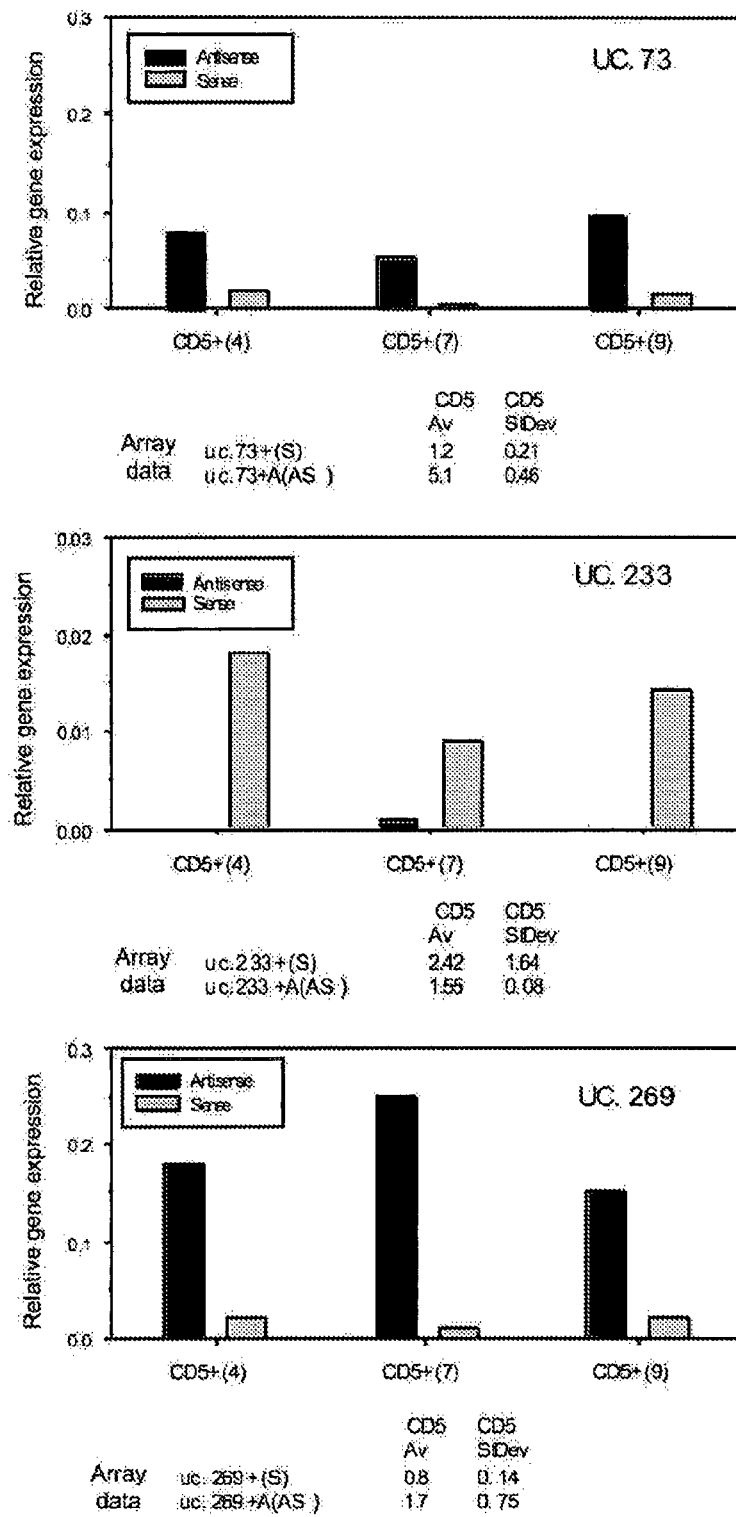 0.3
Antisense
Sense
UC. 73
0.2
0.1
0.0
Relative gene expression
CD5+(4) CD5+(7) CD5+(9)
CD5 CD5
Av StDev
Array data
uc.73+(S) 1.2 0.21
uc.73+A(AS) 5.1 0.46
0.03
Antisense
Sense
UC. 233
0.02
0.01
0.00
Relative gene expression
CD5+(4) CD5+(7) CD5+(9)
CD5 CD5
Av StDev
Array data
uc.233+(S) 2.42 1.64
uc.233+A(AS) 1.55 0.08
0.3
Antisense
Sense
UC. 269
0.2
0.1
0.0
Relative gene expression
CD5+(4) CD5+(7) CD5+(9)
CD5 CD5
Av StDev
Array data
uc.269+(S) 0.8 0.14
uc.269+A(AS) 1.7 0.75